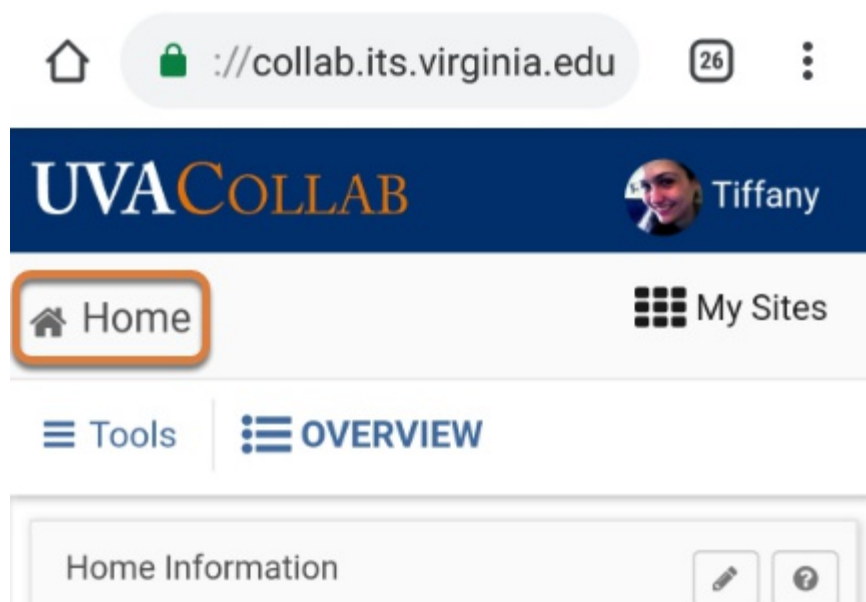 ://collab.its.virginia.edu 26
UVACOLLAB Tiffany
Home My Sites
Tools OVERVIEW
Home Information